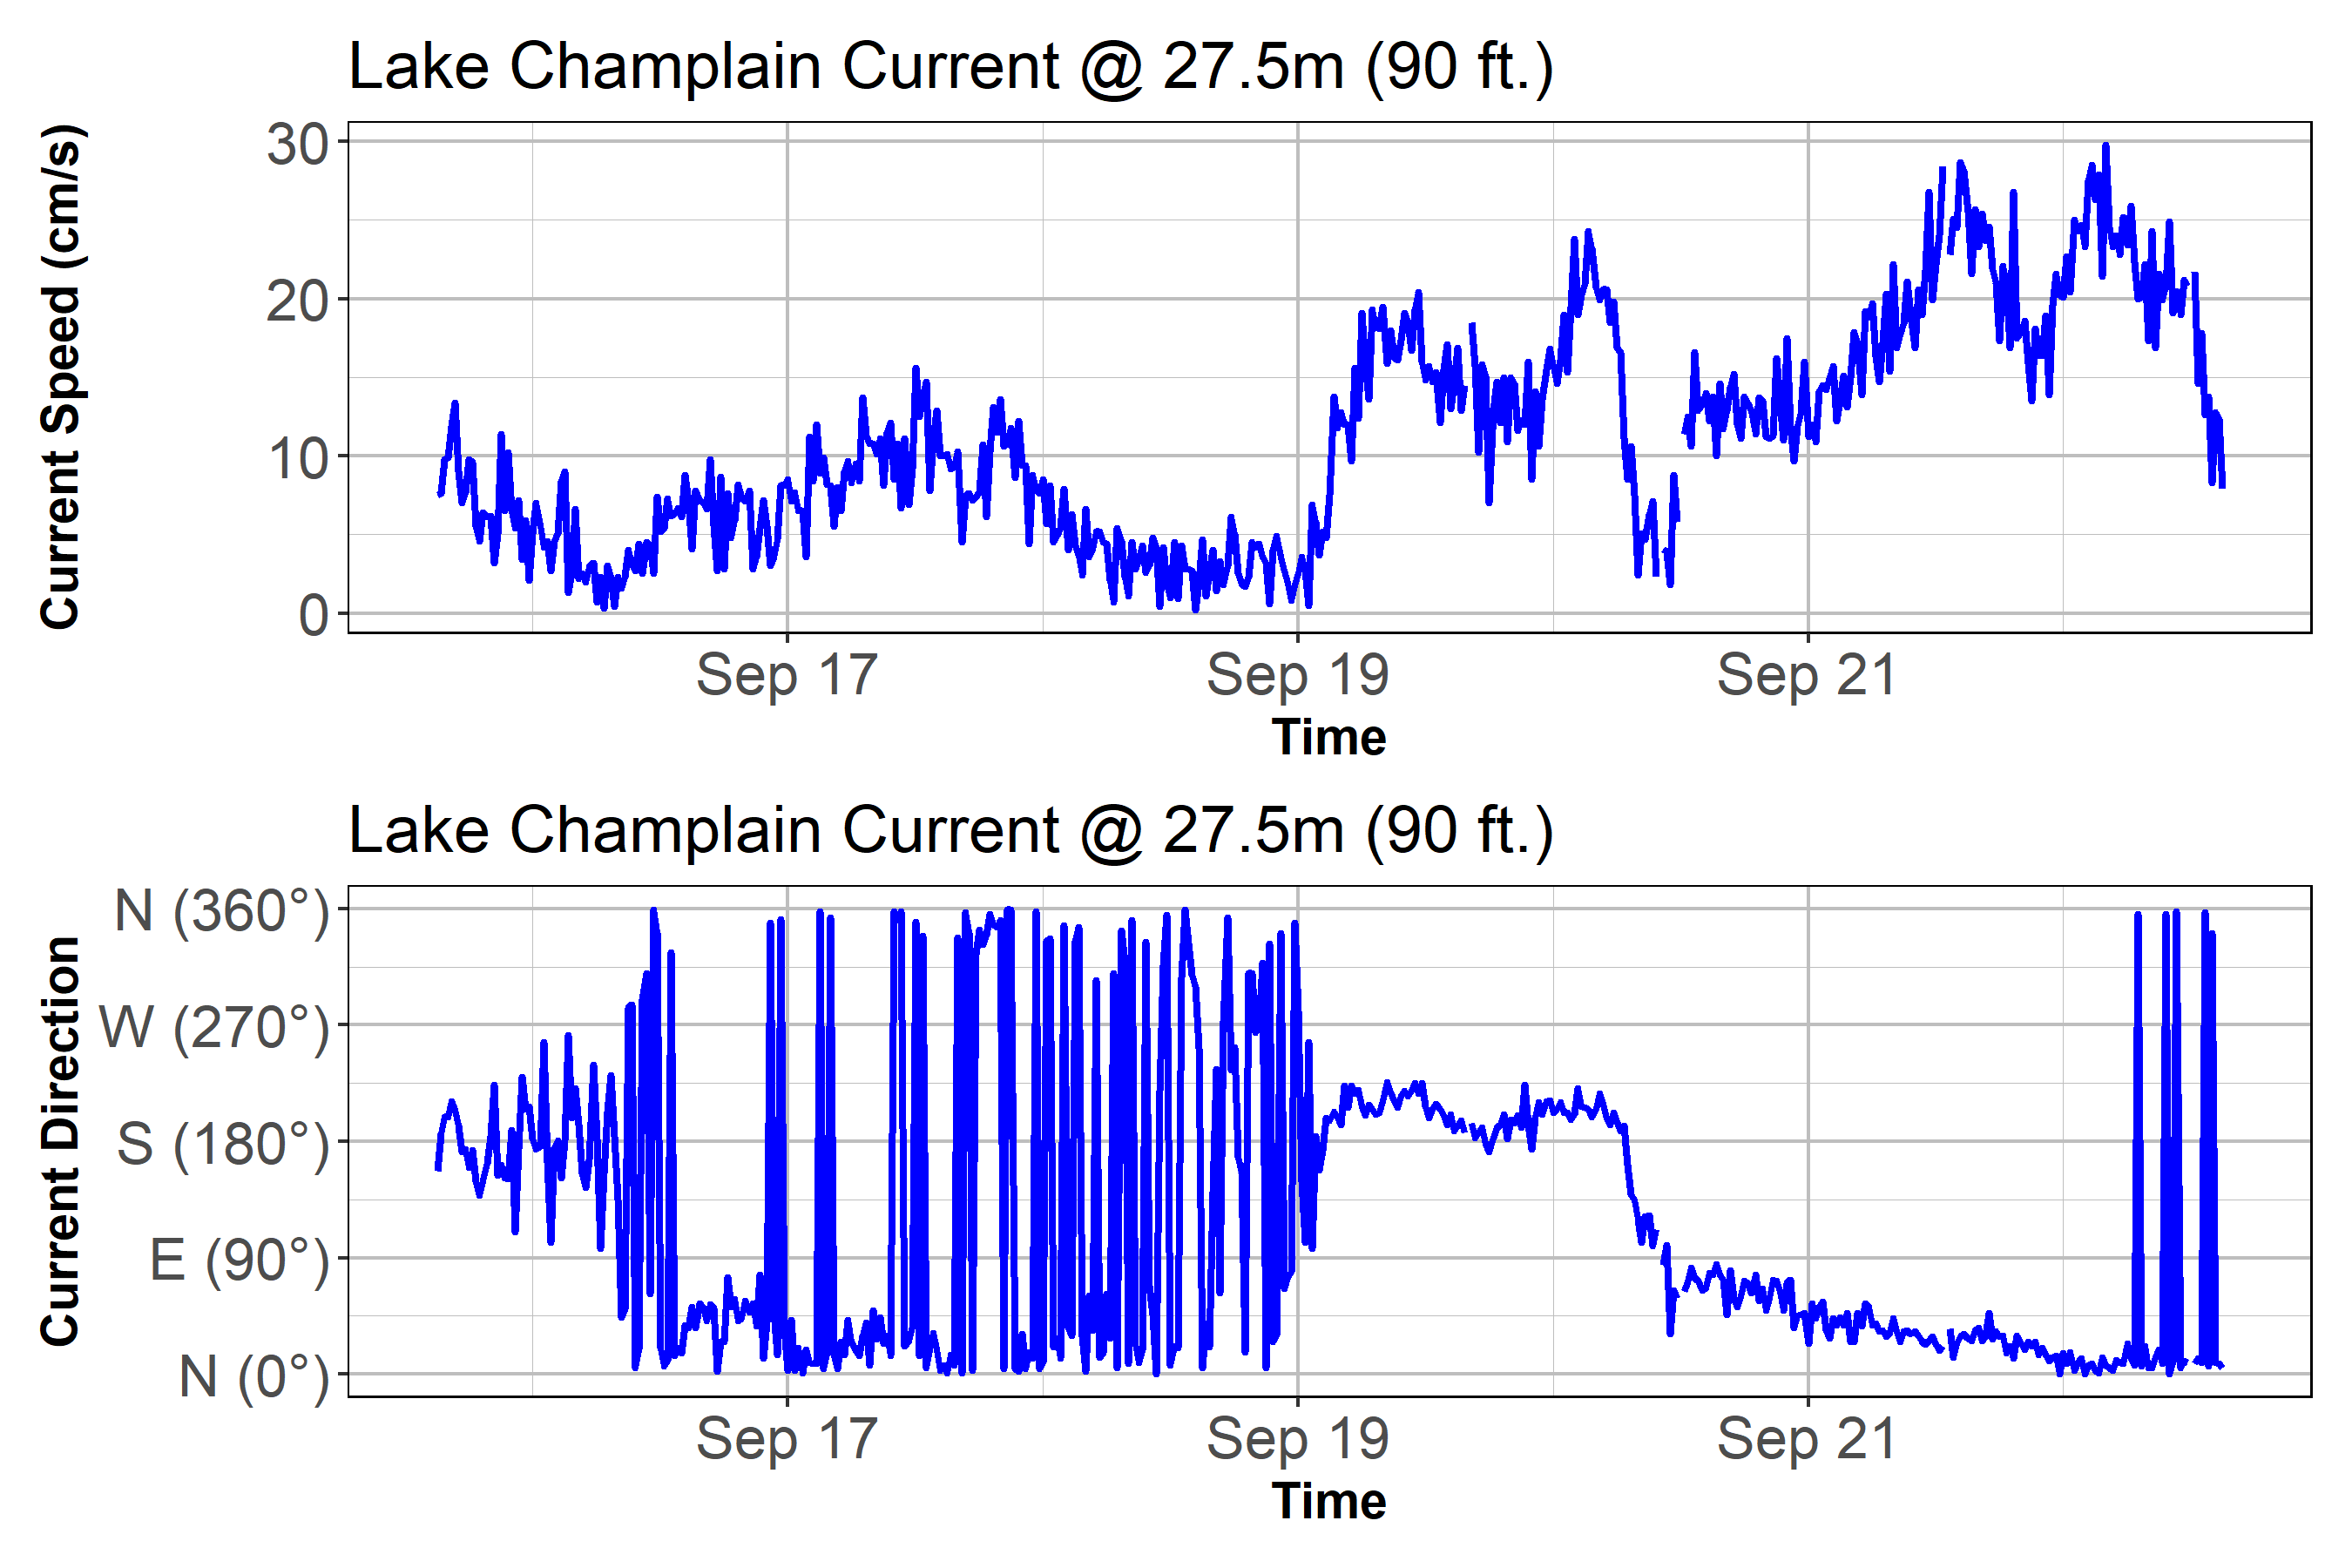 Lake Champlain Current @ 27.5m (90 ft.)
Current Speed (cm/s)
30
20
10
0
Sep 17 Sep 19 Sep 21
Time
Lake Champlain Current @ 27.5m (90 ft.)
Current Direction
N (360°)
W (270°)
S (180°)
E (90°)
N (0°)
Sep 17 Sep 19 Sep 21
Time